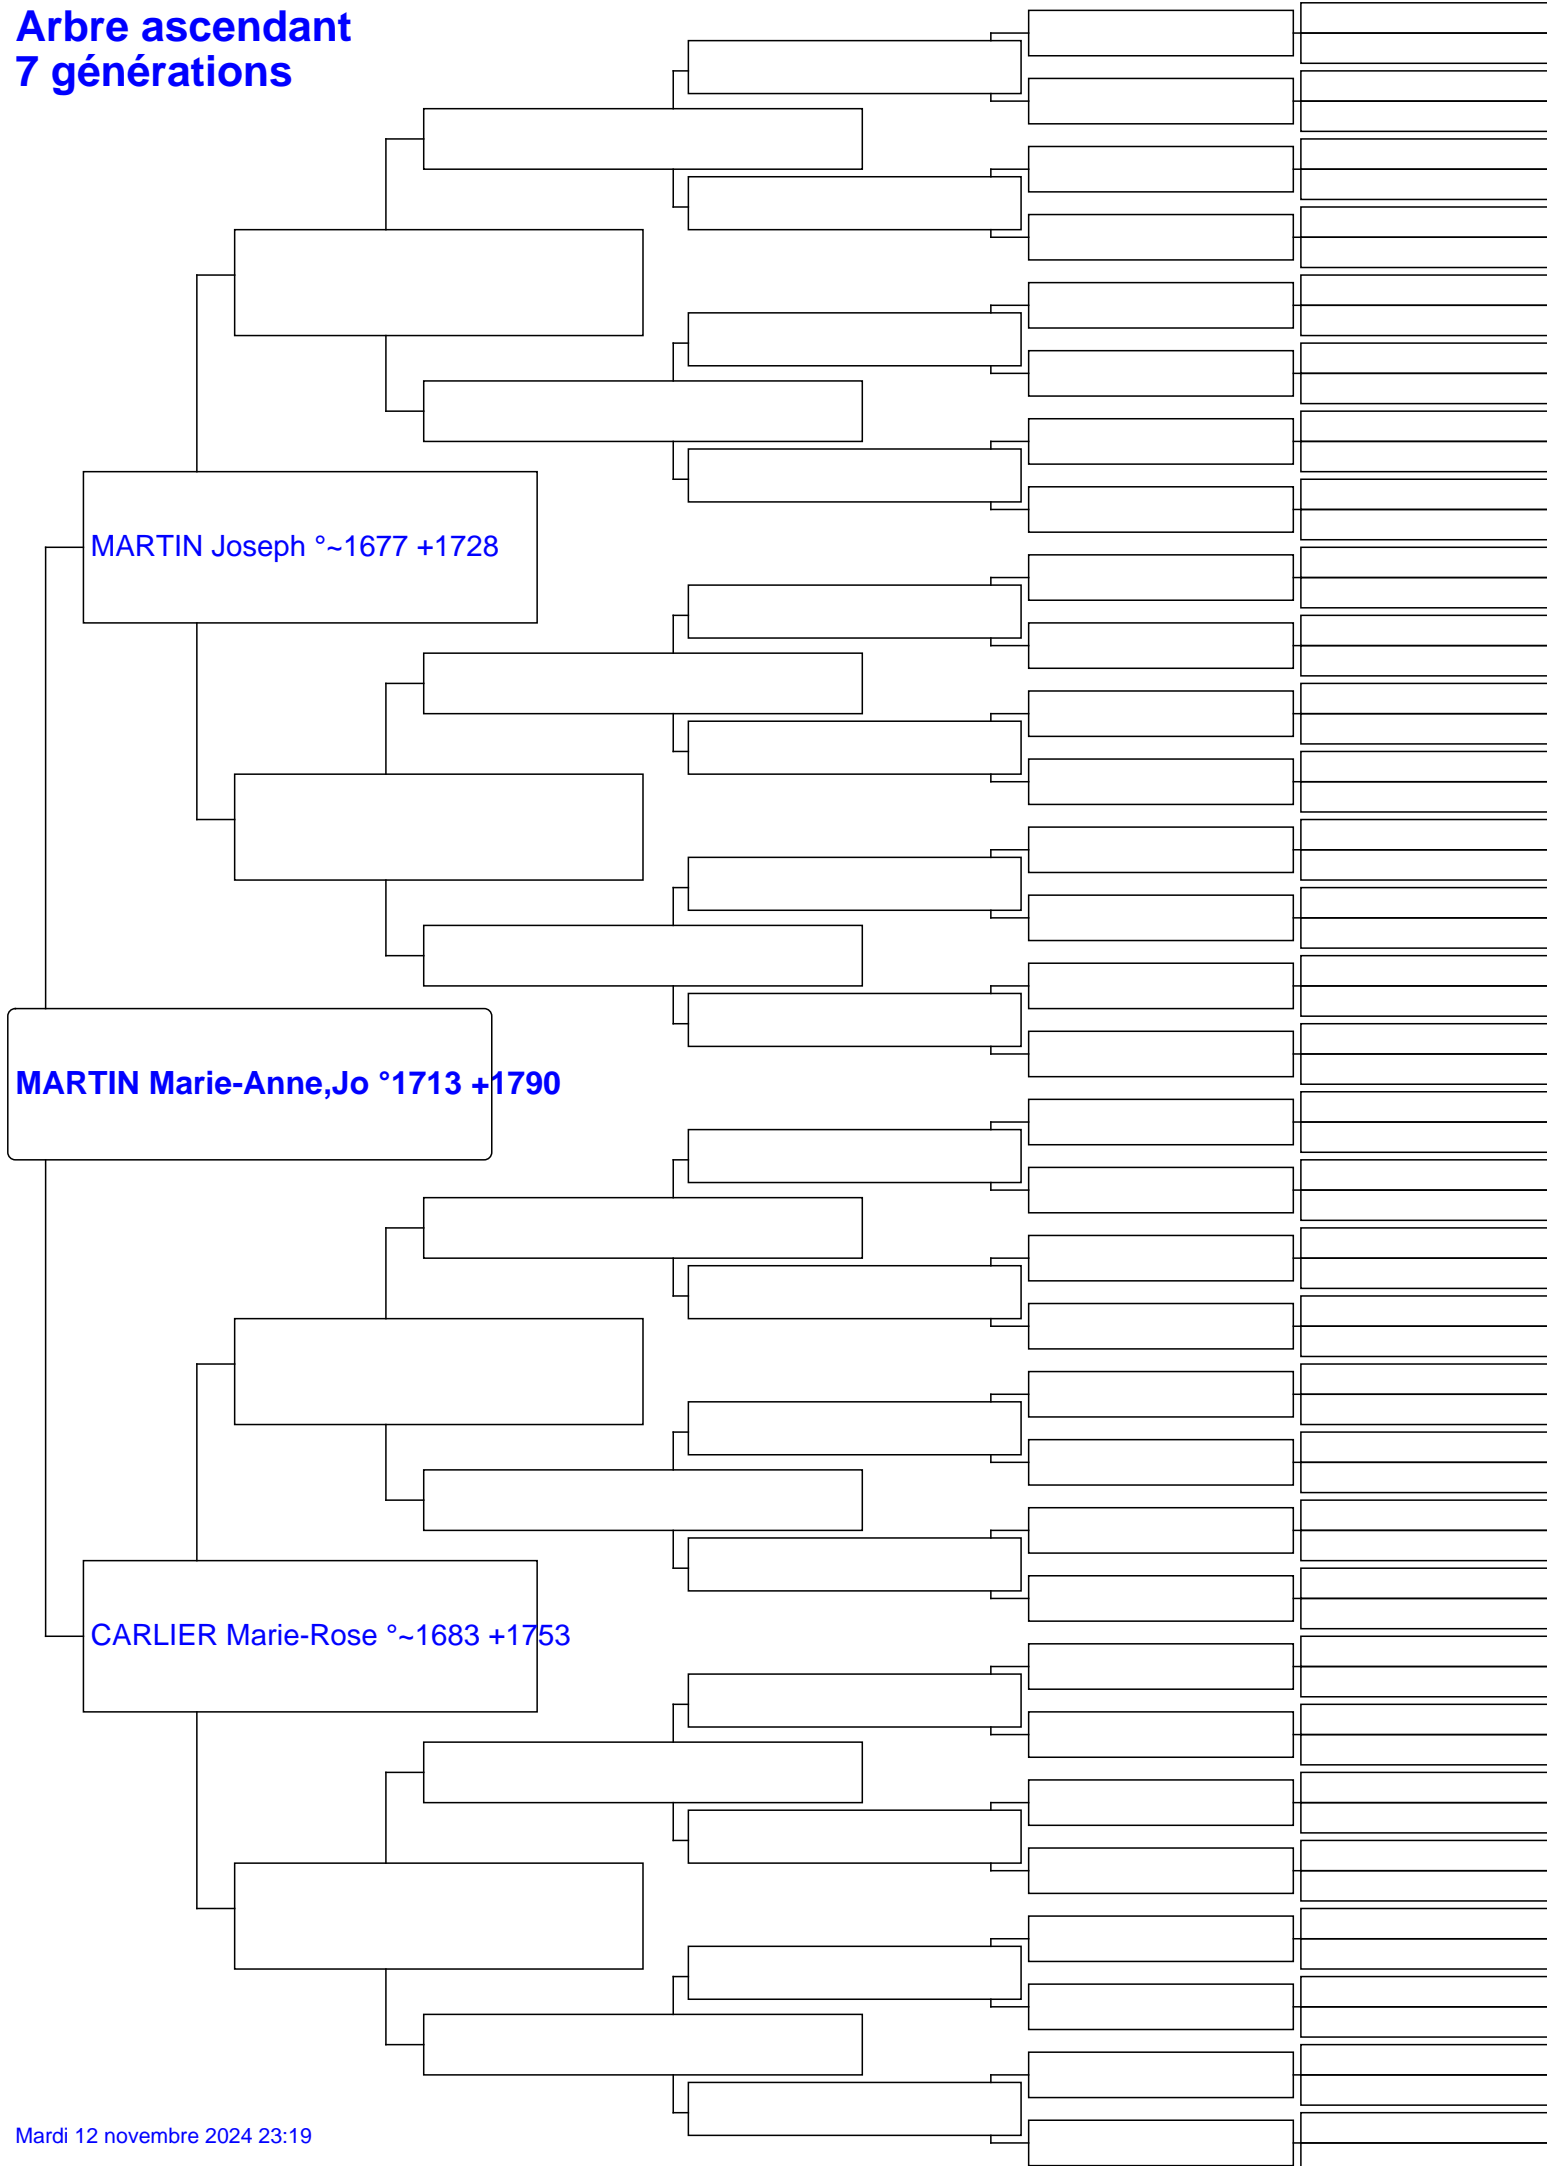 Arbre ascendant
7 générations
MARTIN Joseph °~1677 +1728
MARTIN Marie-Anne,Jo °1713 +1790
CARLIER Marie-Rose °~1683 +1753
Mardi 12 novembre 2024 23:19